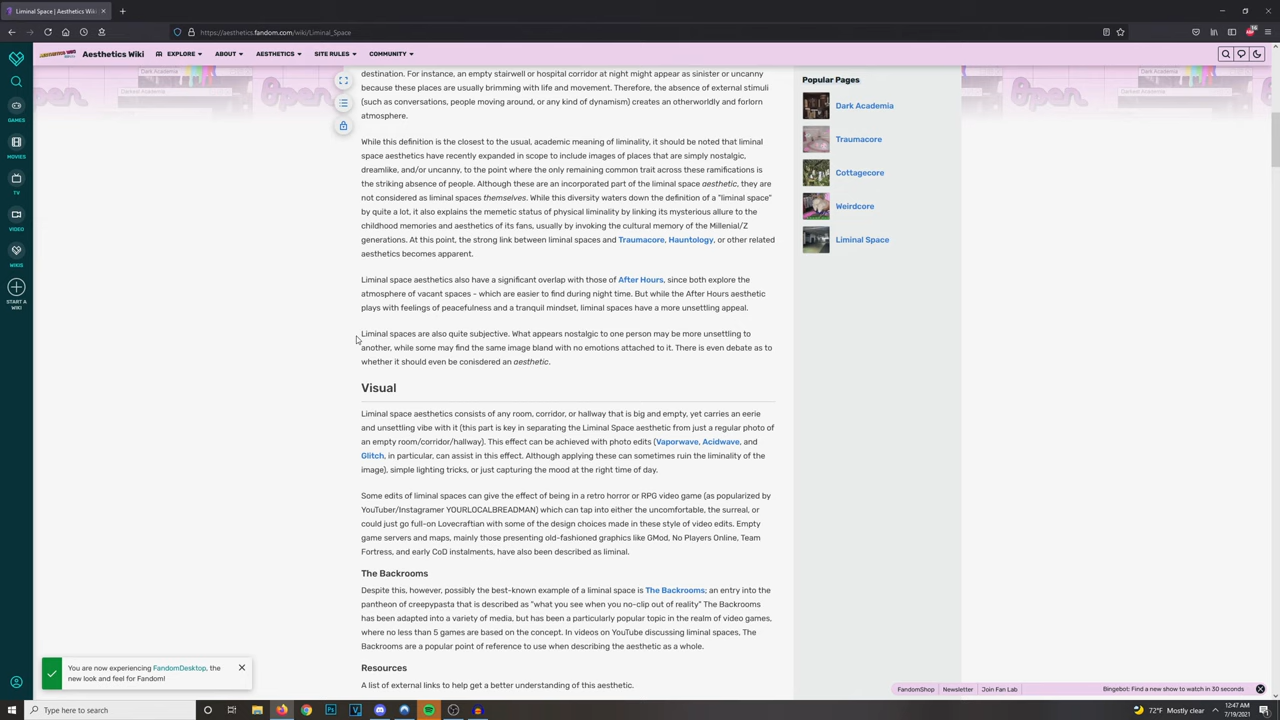 Liminal Space | Aesthetics Wiki
https://aesthetics.fandom.com/wiki/Liminal_Space
Aesthetics Wiki
EXPLORE
ABOUT
AESTHETICS
SITE RULES
COMMUNITY
Dark Academia
Darkest Academia
Dark Academia
Darkest Academia
GAMES
MOVIES
TV
VIDEO
WIKIS
START A
WIKI
destination. For instance, an empty stairwell or hospital corridor at night might appear as sinister or uncanny
because these places are usually brimming with life and movement. Therefore, the absence of external stimuli
(such as conversations, people moving around, or any kind of dynamism) creates an otherworldly and forlorn
atmosphere.
While this definition is the closest to the usual, academic meaning of liminality, it should be noted that liminal
space aesthetics have recently expanded in scope to include images of places that are simply nostalgic,
dreamlike, and/or uncanny, to the point where the only remaining common trait across these ramifications is
the striking absence of people. Although these are an incorporated part of the liminal space aesthetic, they are
not considered as liminal spaces themselves. While this diversity waters down the definition of a "liminal space"
by quite a lot, it also explains the memetic status of physical liminality by linking its mysterious allure to the
childhood memories and aesthetics of its fans, usually by invoking the cultural memory of the Millenial/Z
generations. At this point, the strong link between liminal spaces and Traumacore, Hauntology, or other related
aesthetics becomes apparent.
Liminal space aesthetics also have a significant overlap with those of After Hours, since both explore the
atmosphere of vacant spaces - which are easier to find during night time. But while the After Hours aesthetic
plays with feelings of peacefulness and a tranquil mindset, liminal spaces have a more unsettling appeal.
Liminal spaces are also quite subjective. What appears nostalgic to one person may be more unsettling to
another, while some may find the same image bland with no emotions attached to it. There is even debate as to
whether it should even be conisdered an aesthetic.
Visual
Liminal space aesthetics consists of any room, corridor, or hallway that is big and empty, yet carries an eerie
and unsettling vibe with it (this part is key in separating the Liminal Space aesthetic from just a regular photo of
an empty room/corridor/hallway). This effect can be achieved with photo edits (Vaporwave, Acidwave, and
Glitch, in particular, can assist in this effect. Although applying these can sometimes ruin the liminality of the
image), simple lighting tricks, or just capturing the mood at the right time of day.
Some edits of liminal spaces can give the effect of being in a retro horror or RPG video game (as popularized by
YouTuber/Instagramer YOURLOCALBREADMAN) which can tap into either the uncomfortable, the surreal, or
could just go full-on Lovecraftian with some of the design choices made in these style of video edits. Empty
game servers and maps, mainly those presenting old-fashioned graphics like GMod, No Players Online, Team
Fortress, and early CoD instalments, have also been described as liminal.
The Backrooms
Despite this, however, possibly the best-known example of a liminal space is The Backrooms; an entry into the
pantheon of creepypasta that is described as "what you see when you no-clip out of reality" The Backrooms
has been adapted into a variety of media, but has been a particularly popular topic in the realm of video games,
where no less than 5 games are based on the concept. In videos on YouTube discussing liminal spaces, The
Backrooms are a popular point of reference to use when describing the aesthetic as a whole.
Resources
A list of external links to help get a better understanding of this aesthetic.
Popular Pages
Dark Academia
Traumacore
Cottagecore
Weirdcore
Liminal Space
You are now experiencing FandomDesktop, the
new look and feel for Fandom!
FandomShop
Newsletter
Join Fan Lab
Bingebot: Find a new show to watch in 30 seconds
Type here to search
72°F Mostly clear
12:47 AM
7/19/2021